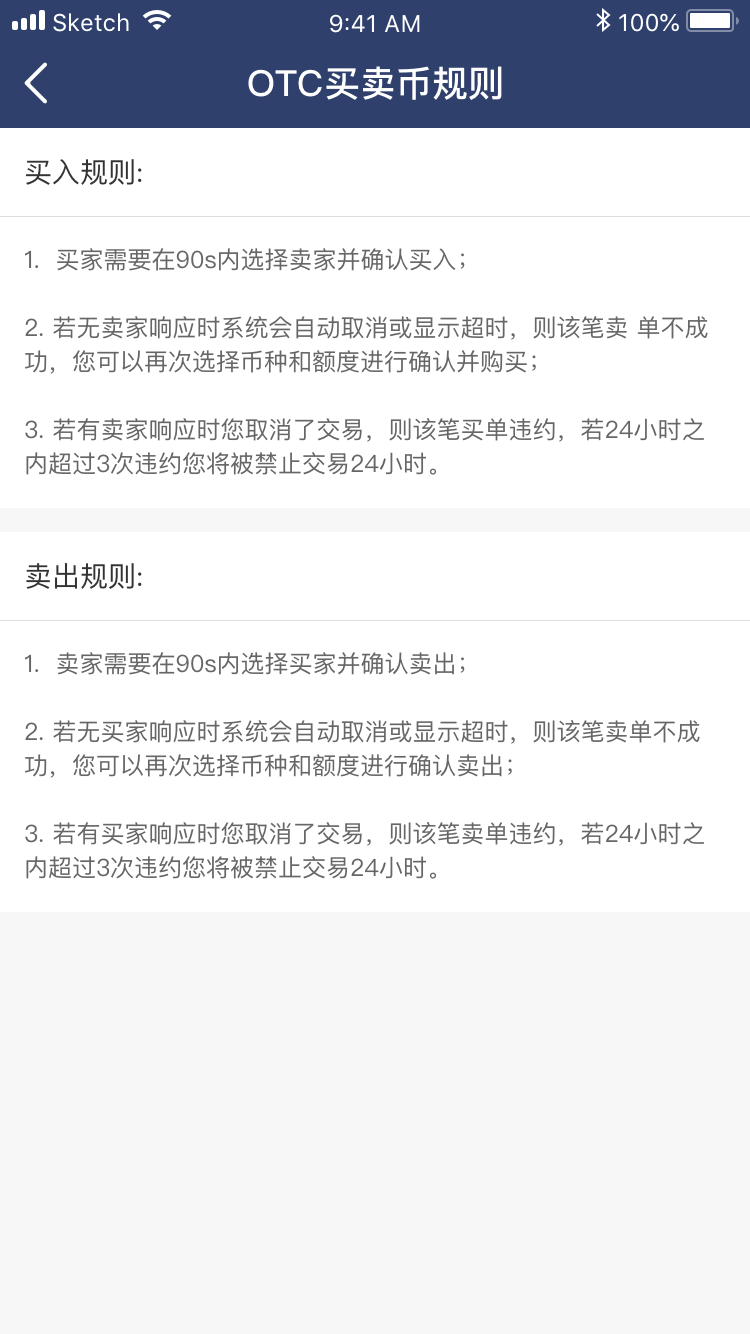 Sketch 9:41 AM 100%
OTC买卖币规则
买入规则:
1. 买家需要在90s内选择卖家并确认买入；
2. 若无卖家响应时系统会自动取消或显示超时，则该笔卖 单不成
功，您可以再次选择币种和额度进行确认并购买；
3. 若有卖家响应时您取消了交易，则该笔买单违约，若24小时之
内超过3次违约您将被禁止交易24小时。
卖出规则:
1. 卖家需要在90s内选择买家并确认卖出；
2. 若无买家响应时系统会自动取消或显示超时，则该笔卖单不成
功，您可以再次选择币种和额度进行确认卖出；
3. 若有买家响应时您取消了交易，则该笔卖单违约，若24小时之
内超过3次违约您将被禁止交易24小时。